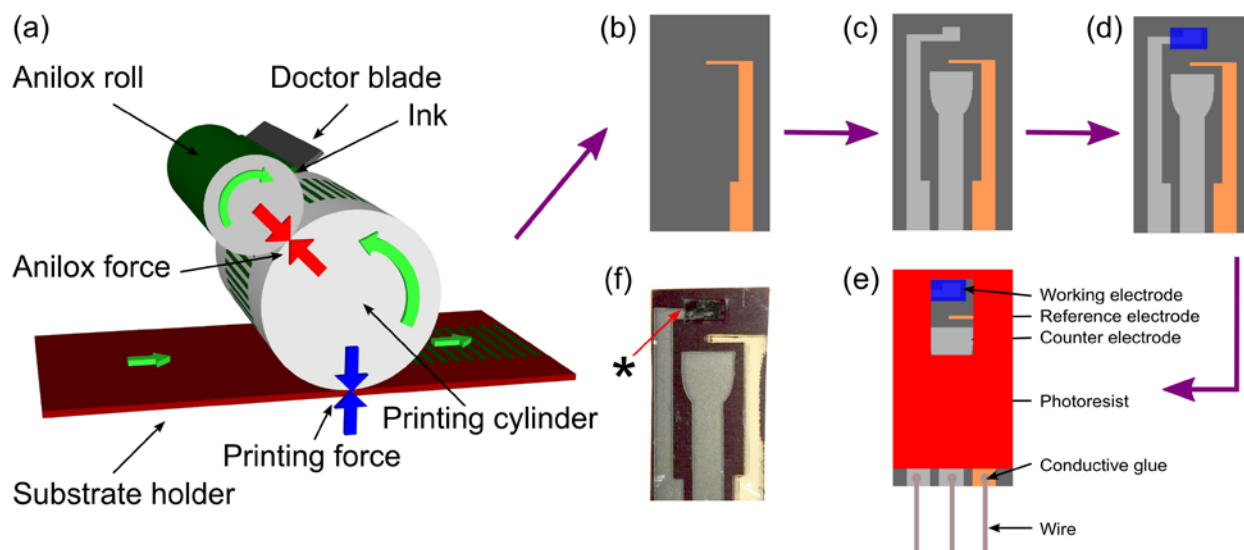 (a)
Anilox roll
Doctor blade
Ink
Anilox force
Printing cylinder
Printing force
Substrate holder
(b)
(c)
(d)
(f)
*
(e)
Working electrode
Reference electrode
Counter electrode
Photoresist
Conductive glue
Wire